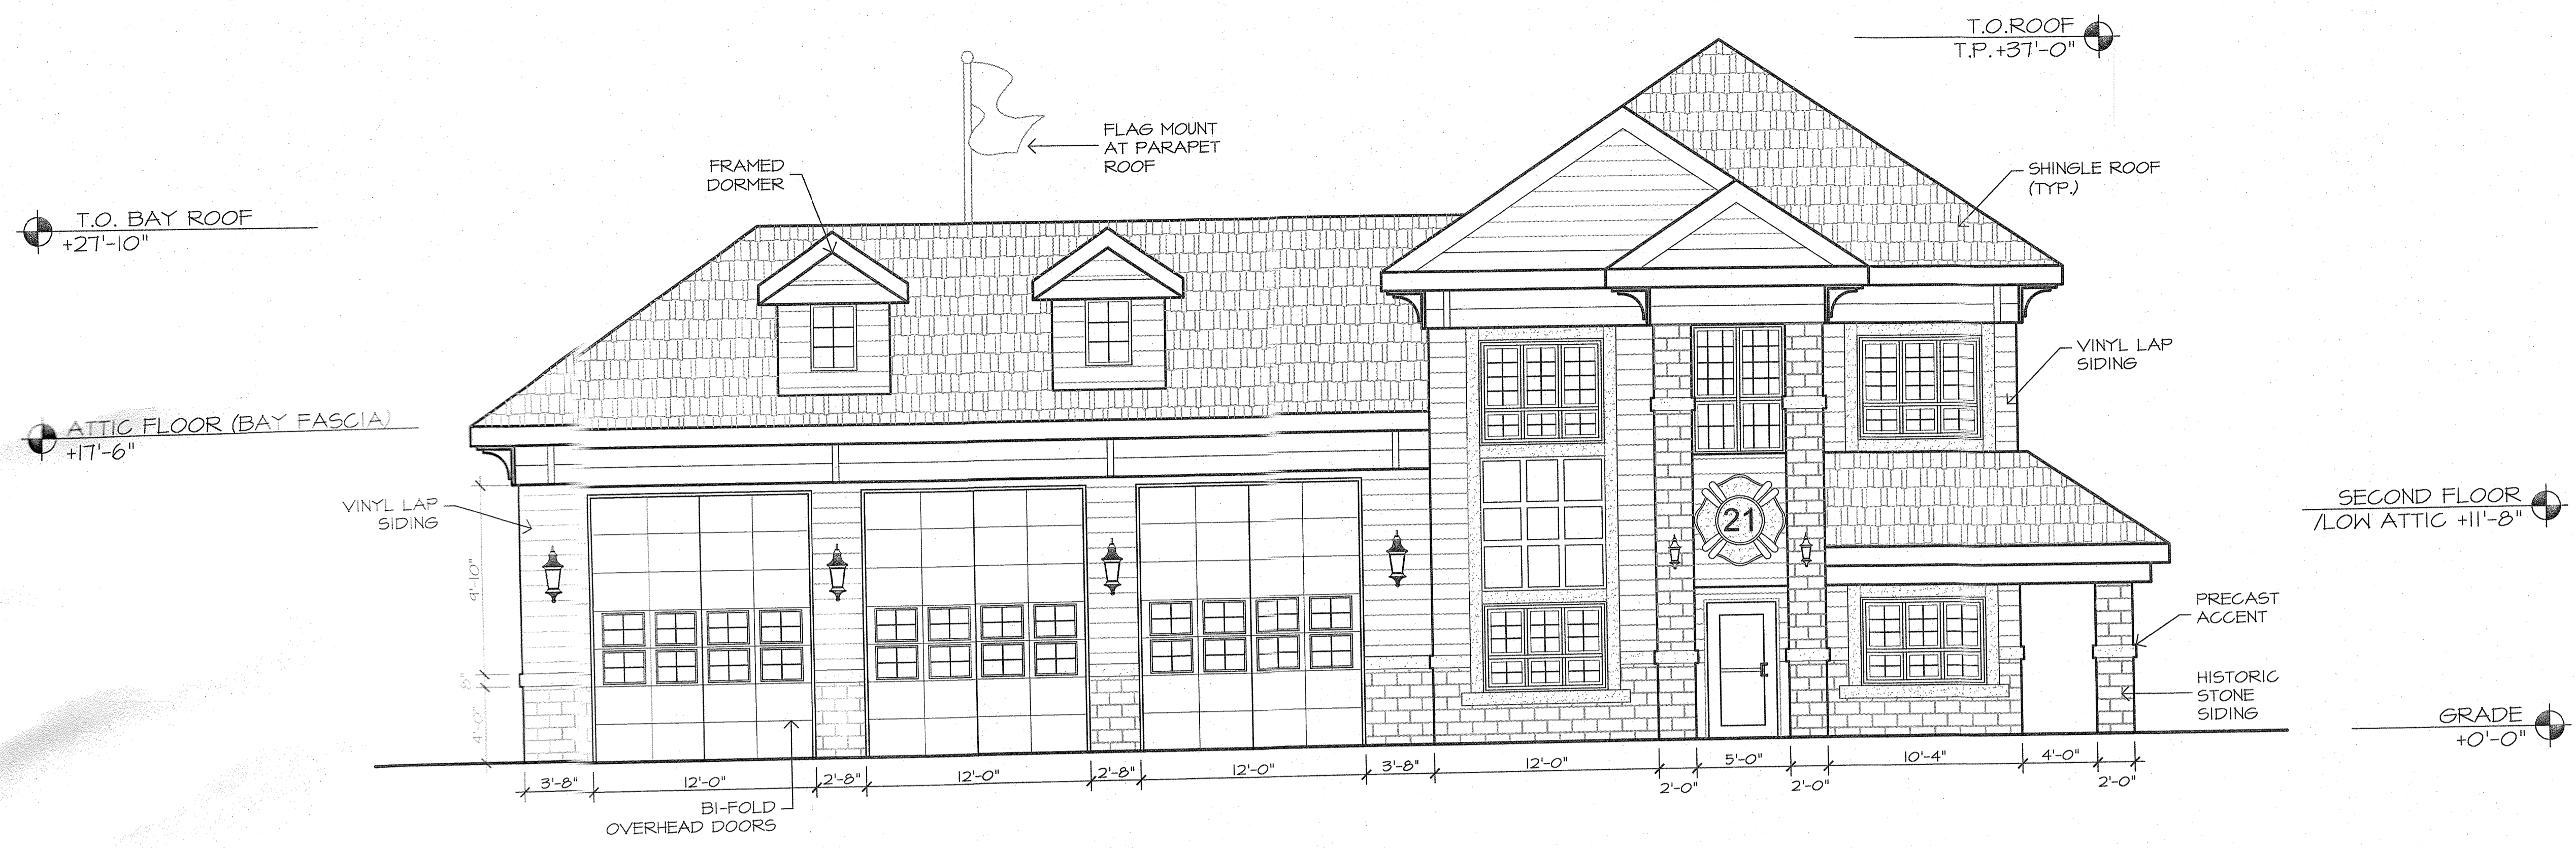 T.O.ROOF
T.P.+37'-0"
FLAG MOUNT
AT PARAPET
ROOF
FRAMED
DORMER
SHINGLE ROOF
(TYP.)
T.O. BAY ROOF
+27'-10"
VINYL LAP
SIDING
ATTIC FLOOR (BAY FASCIA)
+17'-6"
VINYL LAP
SIDING
SECOND FLOOR
/LOW ATTIC +11'-8"
21
9'-10"
8"
4'-0"
PRECAST
ACCENT
HISTORIC
STONE
SIDING
GRADE
+0'-0"
3'-8"
12'-0"
2'-8"
12'-0"
2'-8"
12'-0"
3'-8"
12'-0"
2'-0"
5'-0"
2'-0"
10'-4"
4'-0"
2'-0"
BI-FOLD
OVERHEAD DOORS